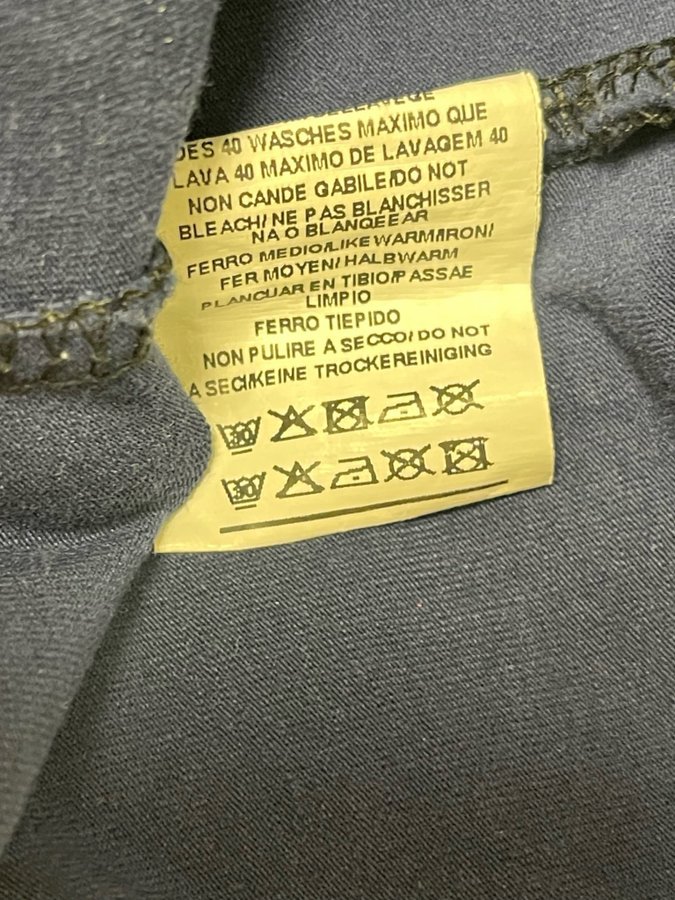 DES 40 WASCHES MAXIMO QUE
LAVA 40 MAXIMO DE LAVAGEM 40
NON CANDE GABILE/DO NOT
BLEACH/ NE PAS BLANCHISSER
NA O BLANQEEAR
FERRO MEDIO/LIKE WARM/IRON/
FER MOYEN/ HALBWARM
PLANCUAR EN TIBIO/P PASSAE
LIMPIO
FERRO TIEPIDO
NON PULIRE A SECCO/ DO NOT
A SECI/KEINE TROCKEREINIGING
30
30